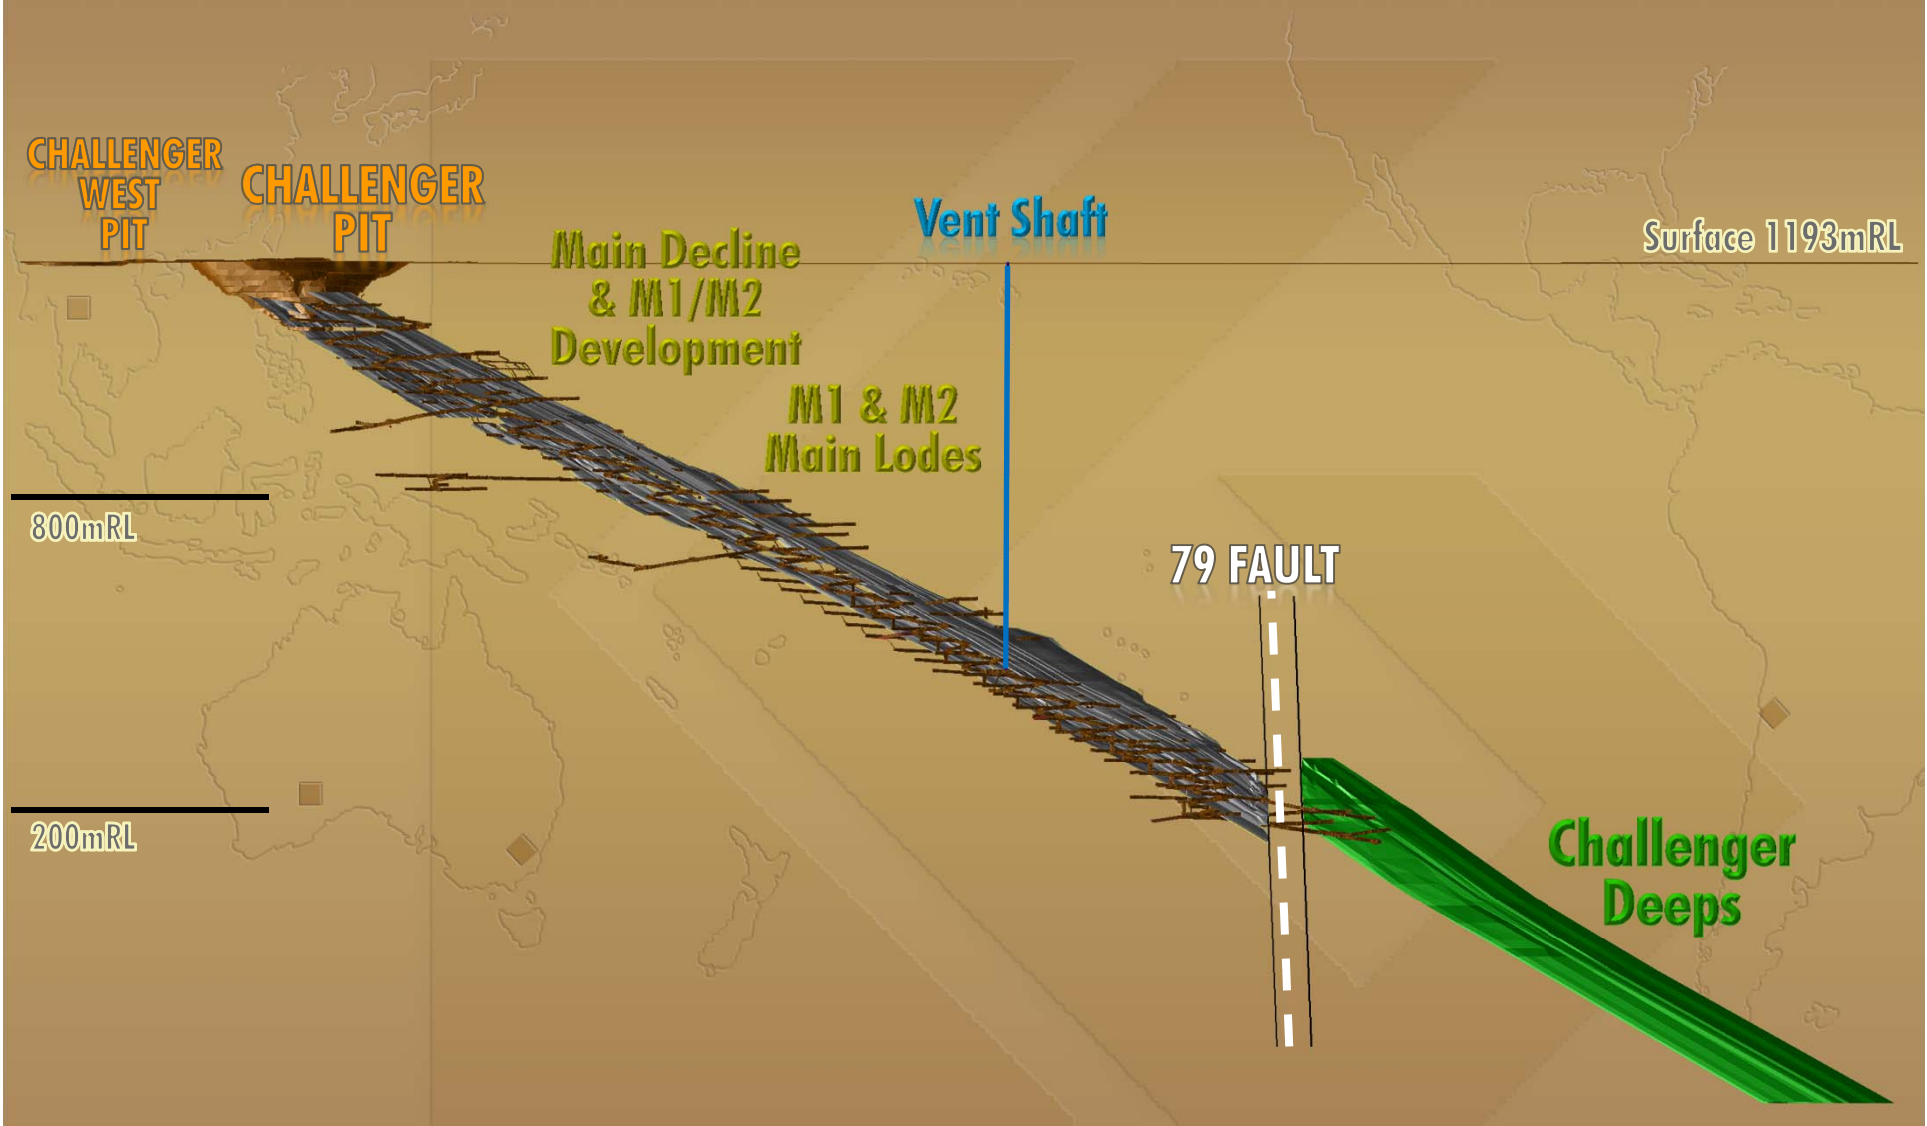 CHALLENGER
WEST
PIT
CHALLENGER
PIT
Main Decline
& M1/M2
Development
M1 & M2
Main Lodes
Vent Shaft
Surface 1193mRL
800mRL
79 FAULT
200mRL
Challenger
Deeps